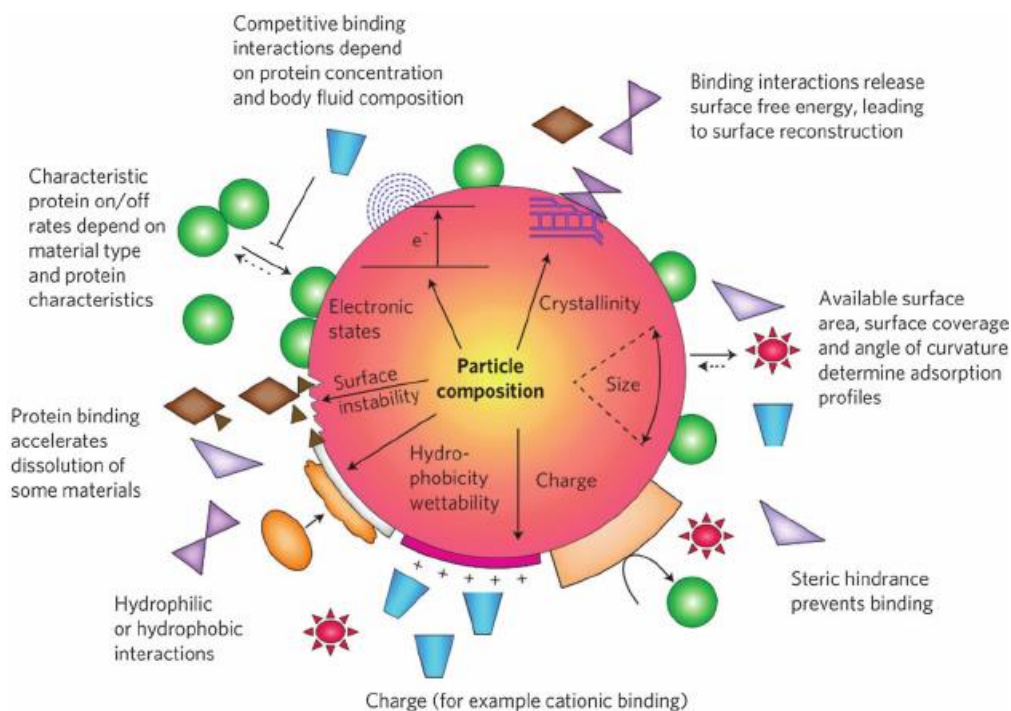 Competitive binding
interactions depend
on protein concentration
and body fluid composition
Binding interactions release
surface free energy, leading
to surface reconstruction
Characteristic
protein on/off
rates depend on
material type
and protein
characteristics
e-
Electronic
states
Crystallinity
Available surface
area, surface coverage
and angle of curvature
determine adsorption
profiles
Particle
composition
Size
Surface
instability
Protein binding
accelerates
dissolution of
some materials
Hydro-
phobicity
wettability
Charge
+ + + + + +
Hydrophilic
or hydrophobic
interactions
Steric hindrance
prevents binding
Charge (for example cationic binding)